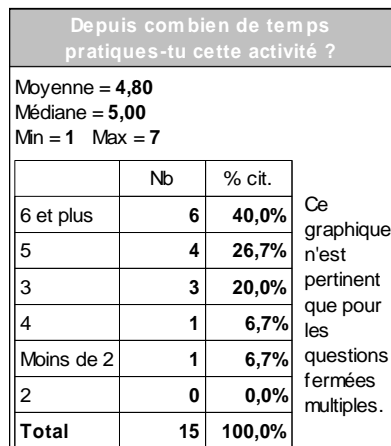 Depuis combien de temps
pratiques-tu cette activité ?
Moyenne = 4,80
Médiane = 5,00
Min = 1 Max = 7
Nb % cit.
6 et plus 6 40,0%
5 4 26,7%
3 3 20,0%
4 1 6,7%
Moins de 2 1 6,7%
2 0 0,0%
Total 15 100,0%
Ce
graphique
n'est
pertinent
que pour
les
questions
fermées
multiples.